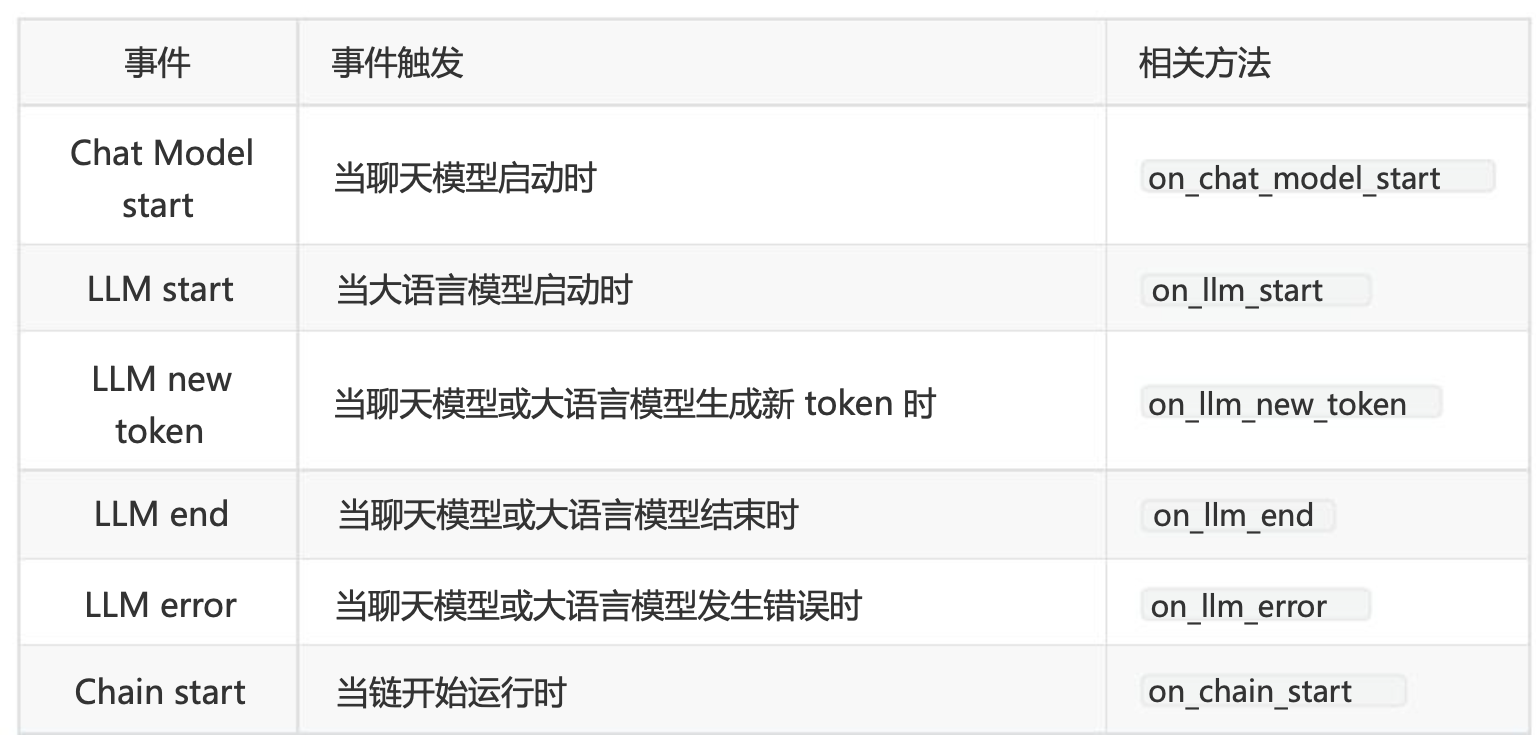 事件 事件触发 相关方法
Chat Model
start
当聊天模型启动时 on_chat_model_start
LLM start 当大语言模型启动时 on_llm_start
LLM new
token
当聊天模型或大语言模型生成新 token 时 on_llm_new_token
LLM end 当聊天模型或大语言模型结束时 on_llm_end
LLM error 当聊天模型或大语言模型发生错误时 on_llm_error
Chain start 当链开始运行时 on_chain_start